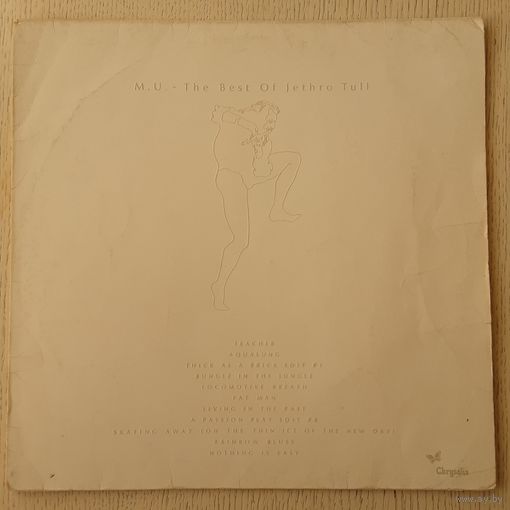 M.U. - The Best Of Jethro Tull
TEACHER
AQUALUNG
THICK AS A BRICK EDIT #1
BUNGLE IN THE JUNGLE
LOCOMOTIVE BREATH
FAT MAN
LIVING IN THE PAST
A PASSION PLAY EDIT #8
SKATING AWAY (ON THE THIN ICE OF THE NEW DAY)
RAINBOW BLUES
NOTHING IS EASY
Chrysalis
© av.by